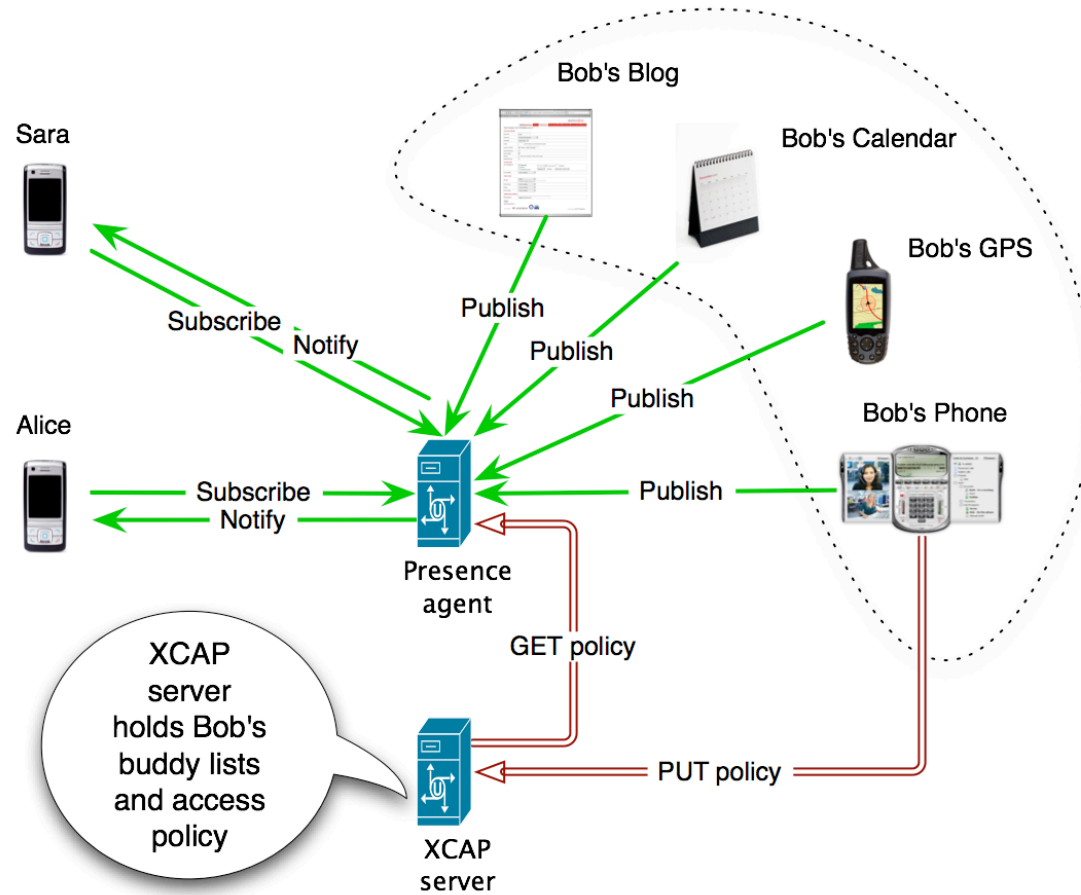 Bob's Blog
Sara
Bob's Calendar
Bob's GPS
Publish
Subscribe
Notify
Publish
Publish
Bob's Phone
Alice
Subscribe
Publish
Notify
Presence
agent
GET policy
XCAP
server
holds Bob's
buddy lists
and access
policy
PUT policy
XCAP
server